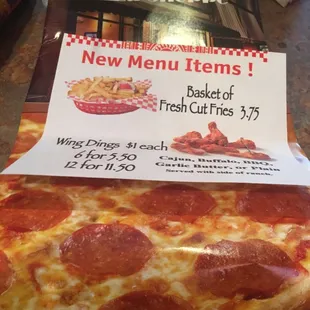 New Menu Items !
Basket of
Fresh Cut Fries 3.75
Wing Dings $1 each
6 for 5.50
12 for 11.50
Cajun, Buffalo, BBQ,
Garlic Butter, or Plain
Served with side of ranch.